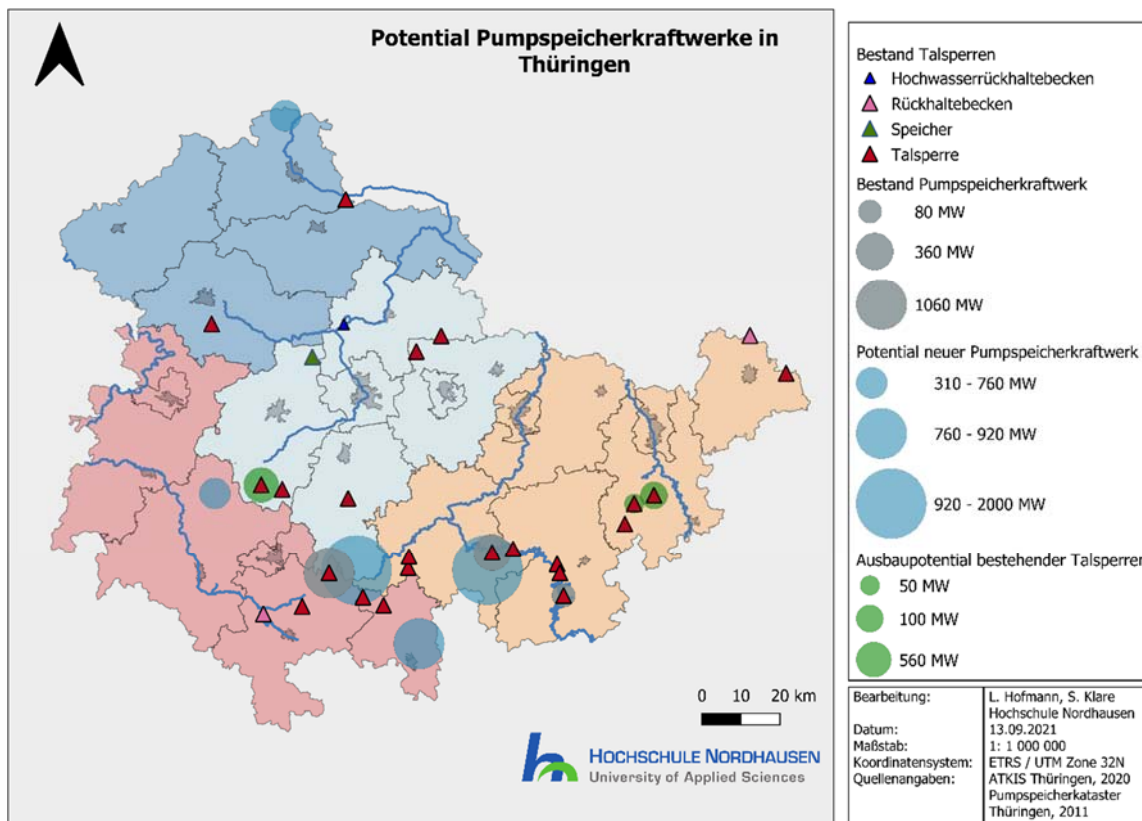 Potential Pumpspeicherkraftwerke in
Thüringen
0 10 20 km
HOCHSCHULE NORDHAUSEN
University of Applied Sciences
Bestand Talsperren
Hochwasserrückhaltebecken
Rückhaltebecken
Speicher
Talsperre
Bestand Pumpspeicherkraftwerk
80 MW
360 MW
1060 MW
Potential neuer Pumpspeicherkraftwerk
310 - 760 MW
760 - 920 MW
920 - 2000 MW
Ausbaupotential bestehender Talsperren
50 MW
100 MW
560 MW
Bearbeitung: L. Hofmann, S. Klare
Hochschule Nordhausen
Datum: 13.09.2021
Maßstab: 1: 1 000 000
Koordinatensystem: ETRS / UTM Zone 32N
Quellenangaben: ATKIS Thüringen, 2020
Pumpspeicherkataster
Thüringen, 2011